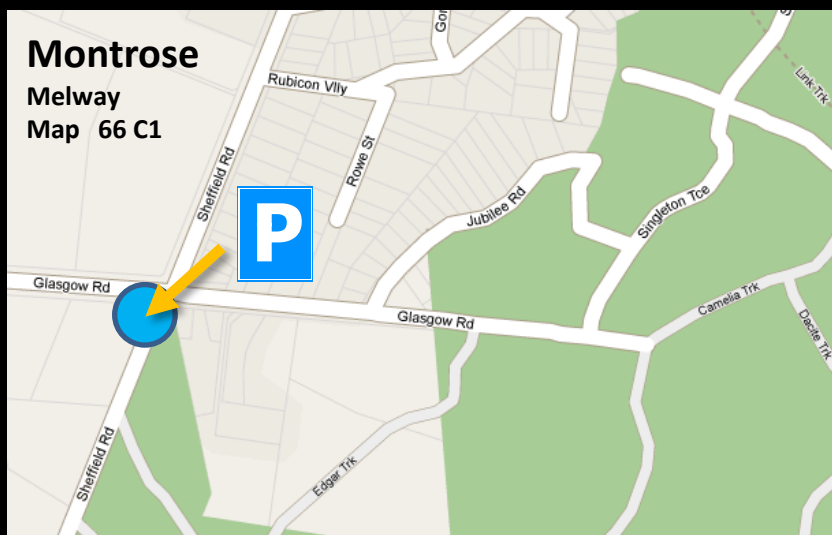 Montrose
Melway
Map 66 C1
Gor
S
Link Trk
Rubicon Vlly
Rowe St
Sheffield Rd
P
Jubilee Rd
Singleton Tce
Glasgow Rd
Camelia Trk
Glasgow Rd
Dacite Trk
Edgar Trk
Sheffield Rd